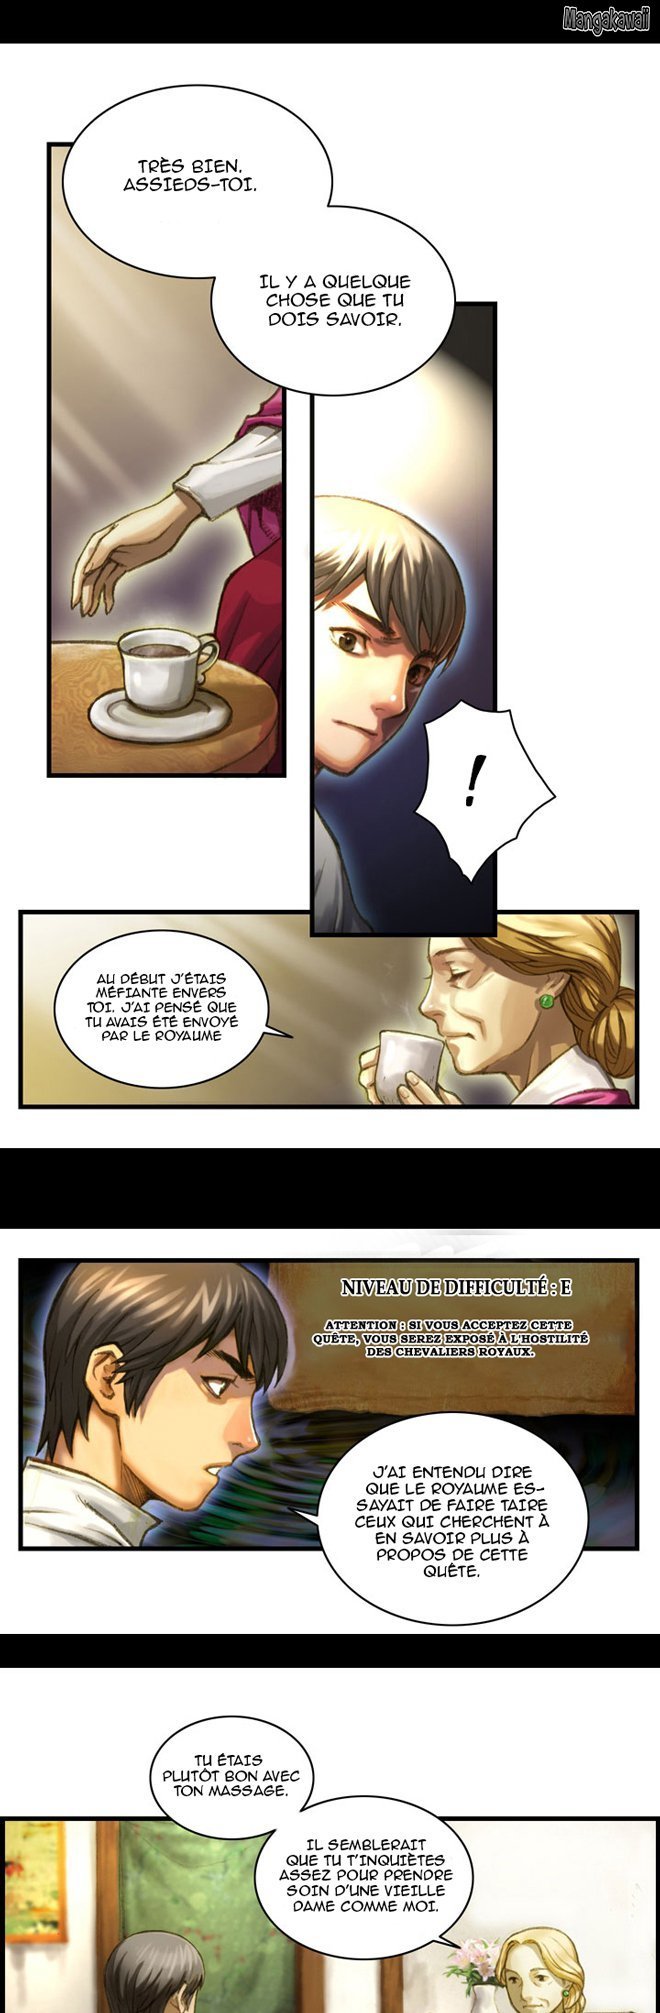 Mangakawaii
TRÈS BIEN.
ASSIEDS-TOI.
IL Y A QUELQUE
CHOSE QUE TU
DOIS SAVOIR.
!
AU DÉBUT J'ÉTAIS
MÉFIANTE ENVERS
TOI. J'AI PENSÉ QUE
TU AVAIS ÉTÉ ENVOYÉ
PAR LE ROYAUME
NIVEAU DE DIFFICULTÉ : E
ATTENTION : SI VOUS ACCEPTEZ CETTE
QUÊTE, VOUS SEREZ EXPOSÉ À L'HOSTILITÉ
DES CHEVALIERS ROYAUX.
J'AI ENTENDU DIRE
QUE LE ROYAUME ES-
SAYAIT DE FAIRE TAIRE
CEUX QUI CHERCHENT À
EN SAVOIR PLUS À
PROPOS DE CETTE
QUÊTE.
TU ÉTAIS
PLUTÔT BON AVEC
TON MASSAGE.
IL SEMBLERAIT
QUE TU T'INQUIÈTES
ASSEZ POUR PRENDRE
SOIN D'UNE VIEILLE
DAME COMME MOI.